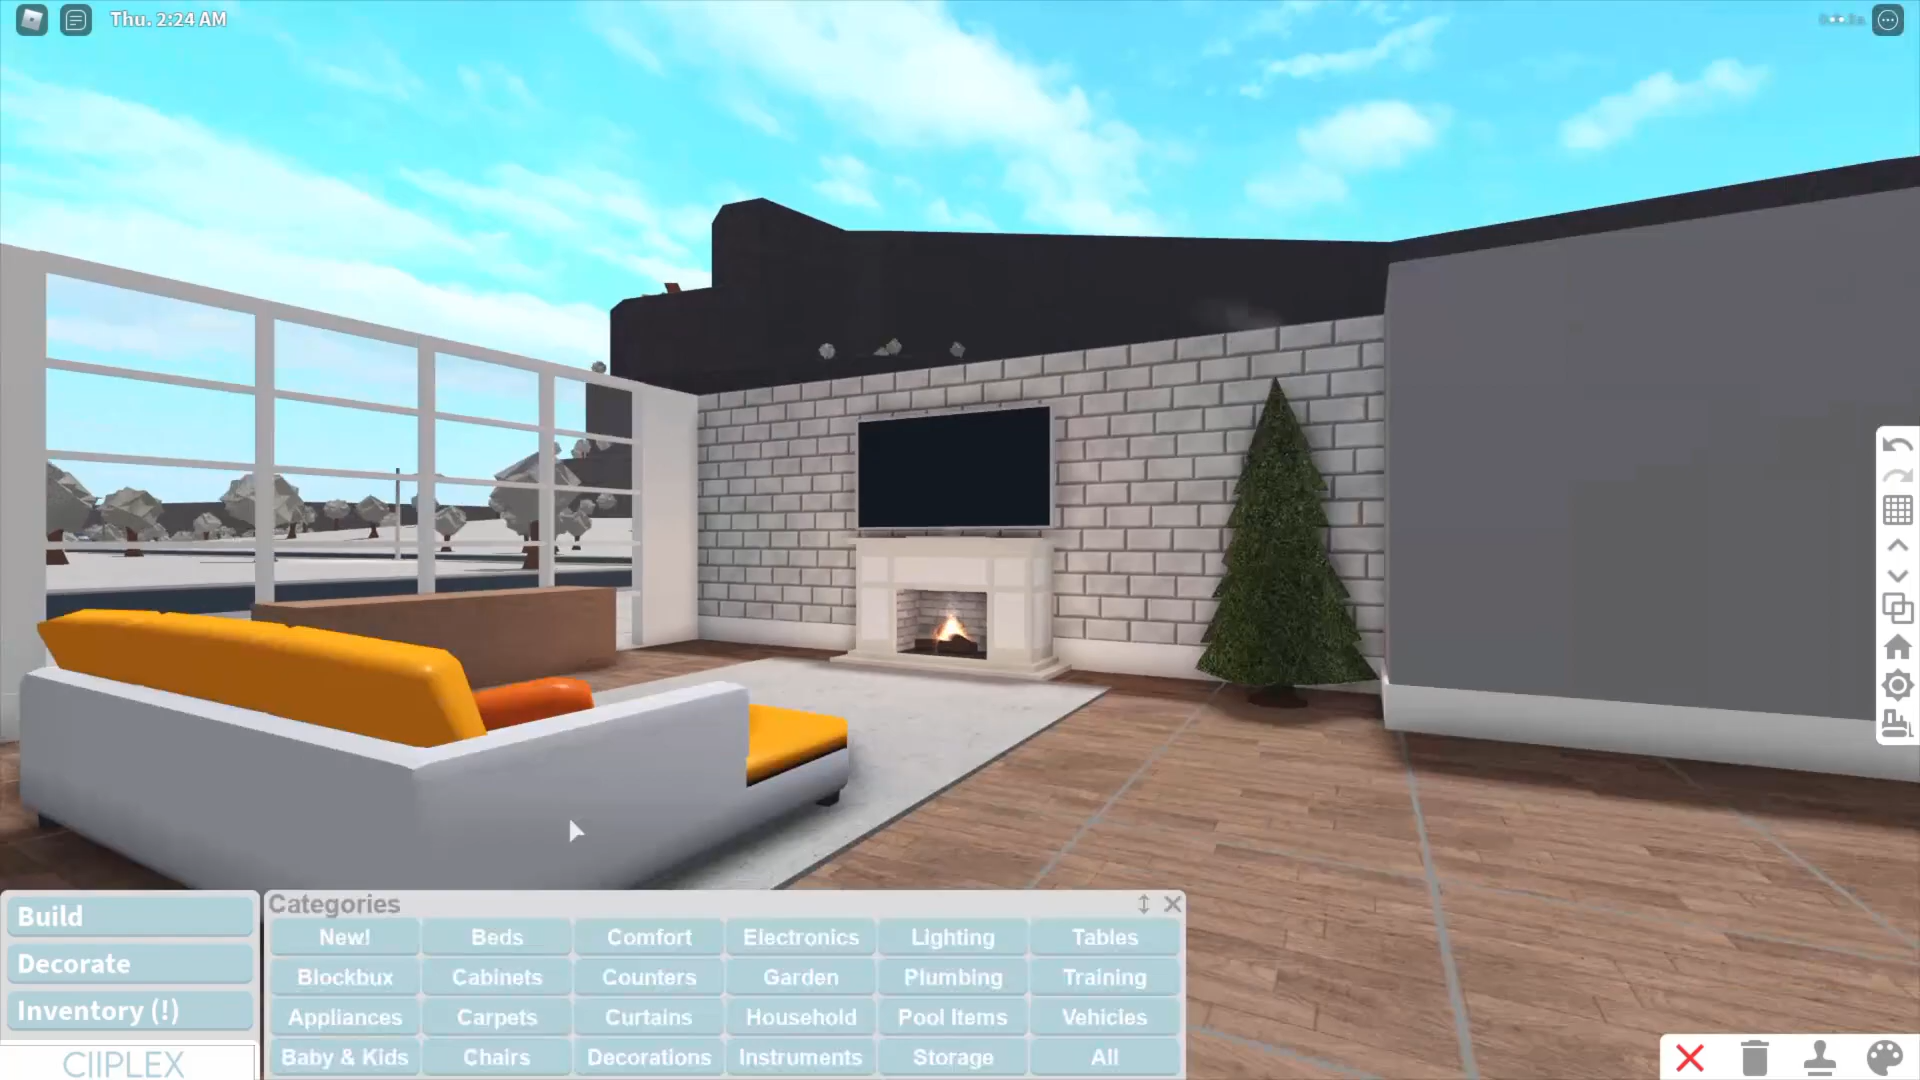 Thu. 2:24 AM
Build
Decorate
Inventory (!)
CIIPLEX
Categories
New! Beds Comfort Electronics Lighting Tables
Blockbux Cabinets Counters Garden Plumbing Training
Appliances Carpets Curtains Household Pool Items Vehicles
Baby & Kids Chairs Decorations Instruments Storage All